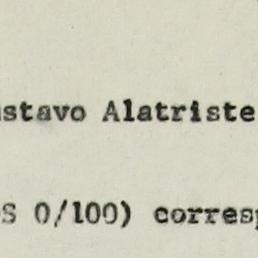 stavo Alatriste
S 0/100) corresp